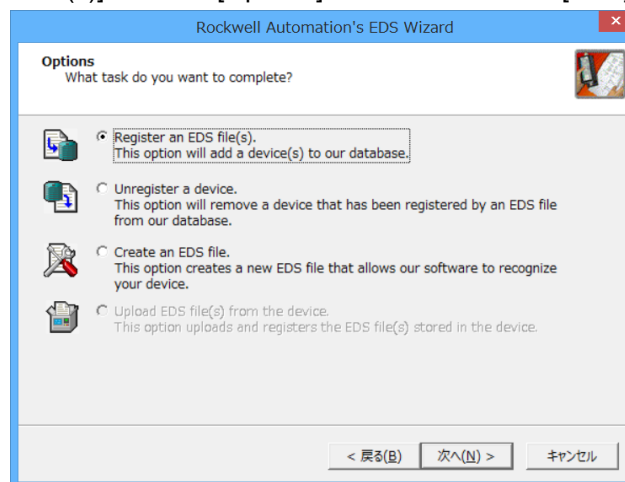 Rockwell Automation's EDS Wizard
Options
What task do you want to complete?
Register an EDS file(s).
This option will add a device(s) to our database.
Unregister a device.
This option will remove a device that has been registered by an EDS file
from our database.
Create an EDS file.
This option creates a new EDS file that allows our software to recognize
your device.
Upload EDS file(s) from the device.
This option uploads and registers the EDS file(s) stored in the device.
< 戻る(B) 次へ(N) > キャンセル